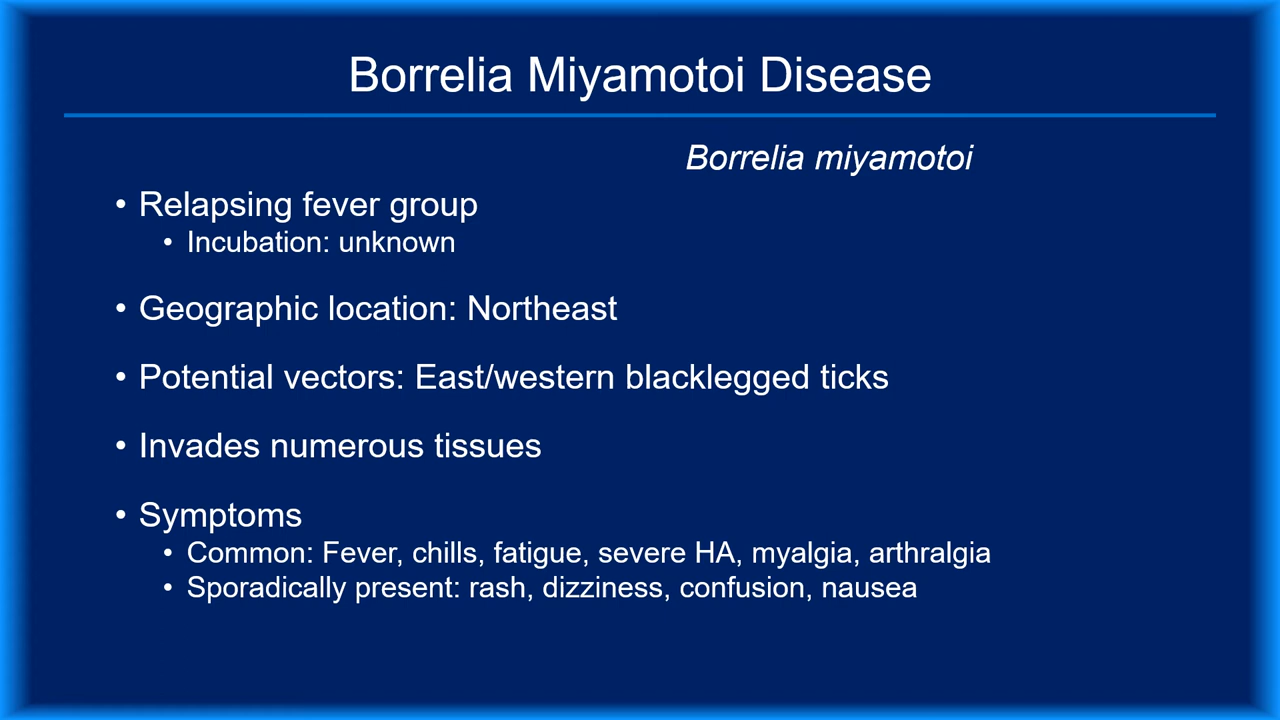 Borrelia Miyamotoi Disease
Borrelia miyamotoi
• Relapsing fever group
• Incubation: unknown
• Geographic location: Northeast
• Potential vectors: East/western blacklegged ticks
• Invades numerous tissues
• Symptoms
• Common: Fever, chills, fatigue, severe HA, myalgia, arthralgia
• Sporadically present: rash, dizziness, confusion, nausea